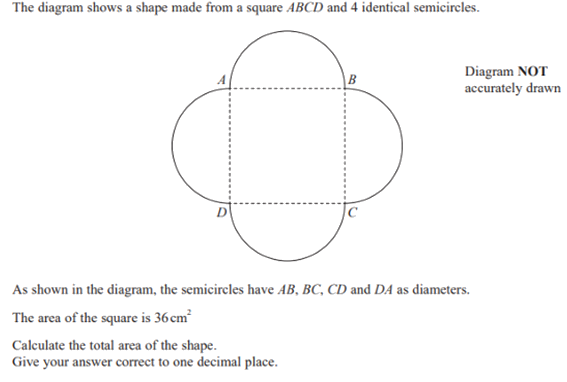 The diagram shows a shape made from a square ABCD and 4 identical semicircles.
A
B
Diagram NOT
accurately drawn
D
C
As shown in the diagram, the semicircles have AB, BC, CD and DA as diameters.
The area of the square is 36 cm²
Calculate the total area of the shape.
Give your answer correct to one decimal place.